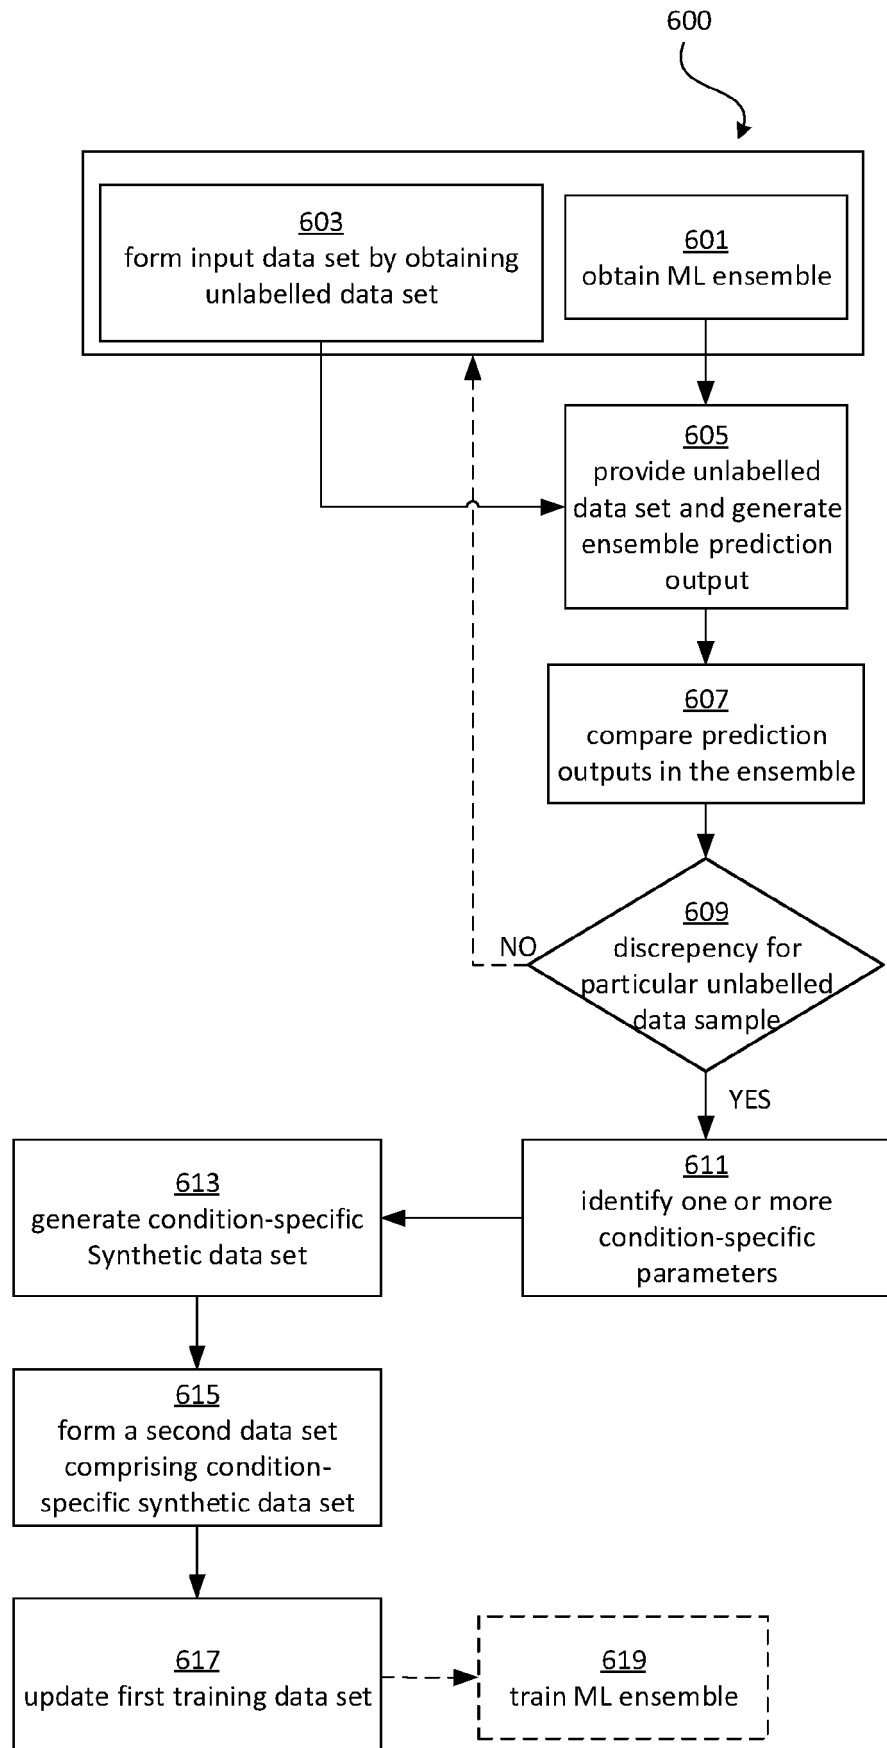 600
603
form input data set by obtaining
unlabelled data set
601
obtain ML ensemble
605
provide unlabelled
data set and generate
ensemble prediction
output
607
compare prediction
outputs in the ensemble
609
discrepency for
particular unlabelled
data sample
NO
YES
611
identify one or more
condition-specific
parameters
613
generate condition-specific
Synthetic data set
615
form a second data set
comprising condition-
specific synthetic data set
617
update first training data set
619
train ML ensemble